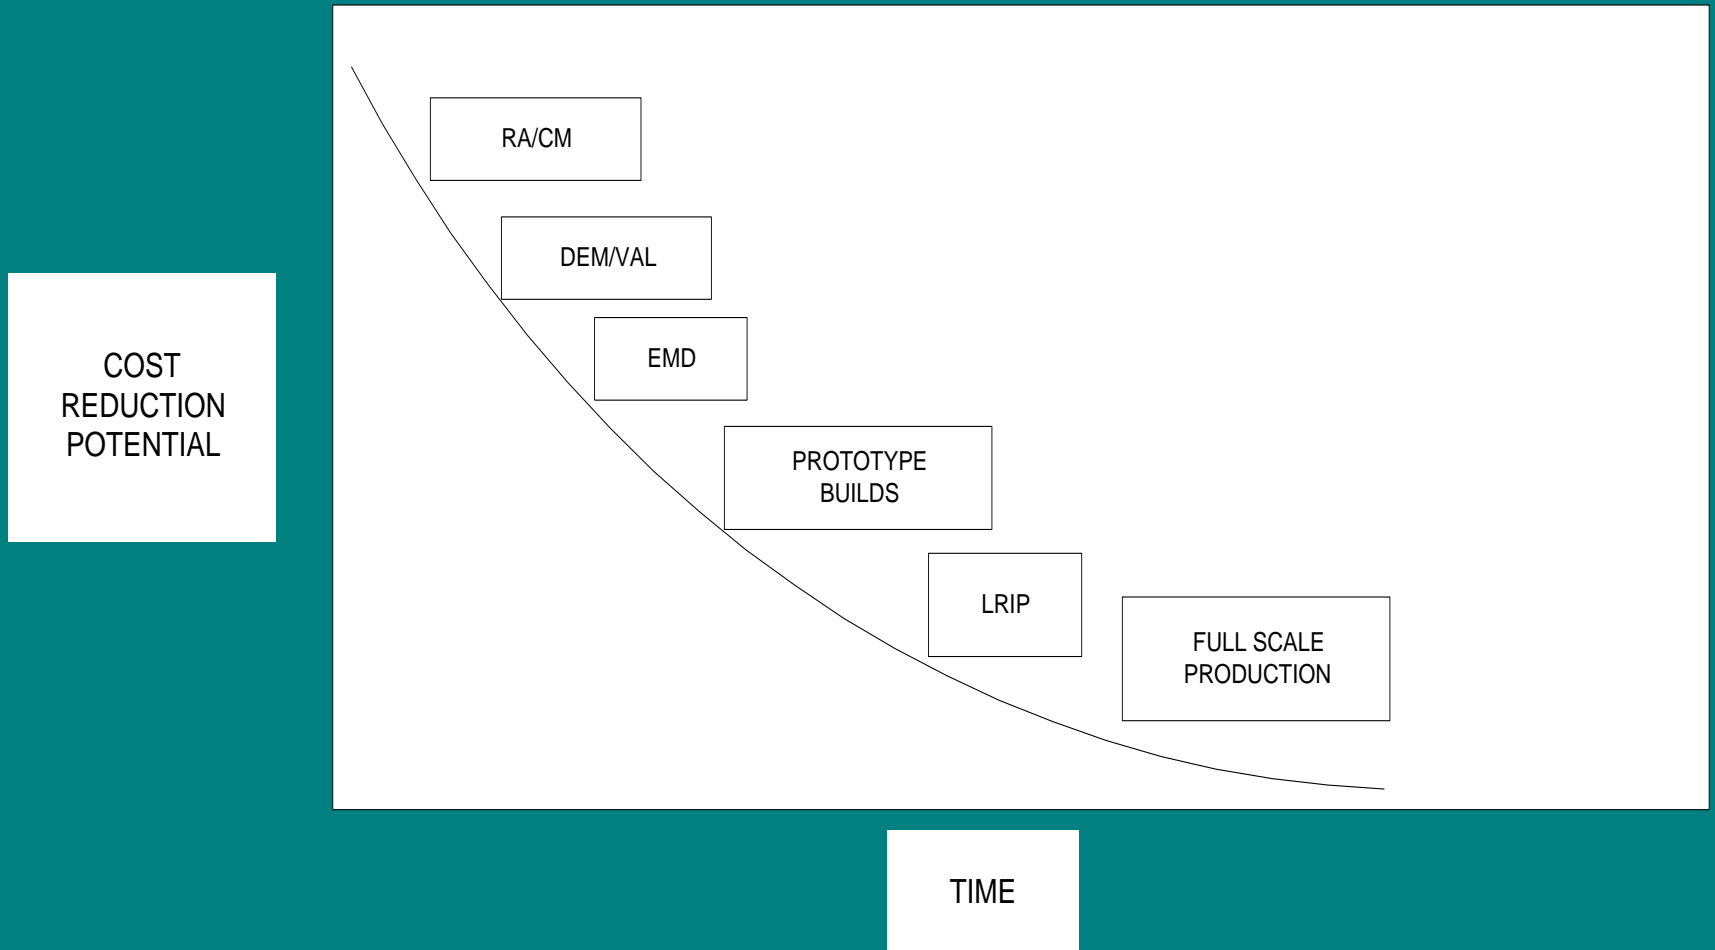 RA/CM
DEM/VAL
EMD
COST
REDUCTION
POTENTIAL
PROTOTYPE
BUILDS
LRIP
FULL SCALE
PRODUCTION
TIME